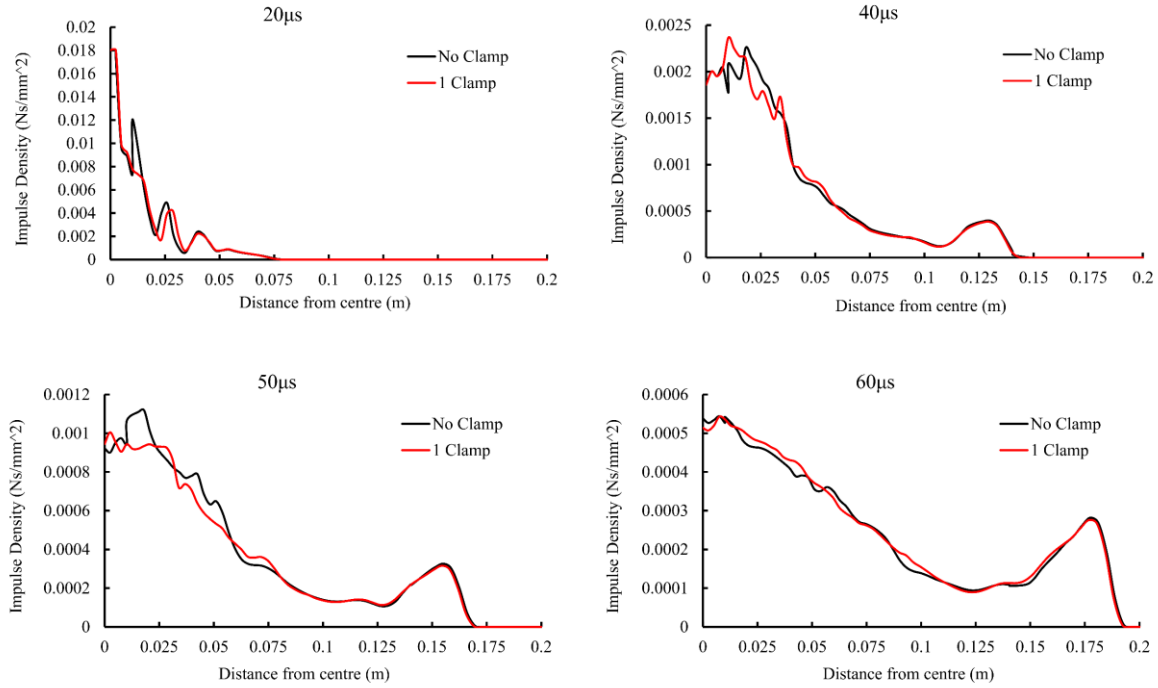 20μs
0.02
0.018
0.016
0.014
0.012
0.01
0.008
0.006
0.004
0.002
0
Impulse Density (Ns/mm^2)
No Clamp
1 Clamp
0 0.025 0.05 0.075 0.1 0.125 0.15 0.175 0.2
Distance from centre (m)
40μs
0.0025
0.002
0.0015
0.001
0.0005
0
Impulse Density (Ns/mm^2)
No Clamp
1 Clamp
0 0.025 0.05 0.075 0.1 0.125 0.15 0.175 0.2
Distance from centre (m)
50μs
0.0012
0.001
0.0008
0.0006
0.0004
0.0002
0
Impulse Density (Ns/mm^2)
No Clamp
1 Clamp
0 0.025 0.05 0.075 0.1 0.125 0.15 0.175 0.2
Distance from centre (m)
60μs
0.0006
0.0005
0.0004
0.0003
0.0002
0.0001
0
Impulse Density (Ns/mm^2)
No Clamp
1 Clamp
0 0.025 0.05 0.075 0.1 0.125 0.15 0.175 0.2
Distance from centre (m)